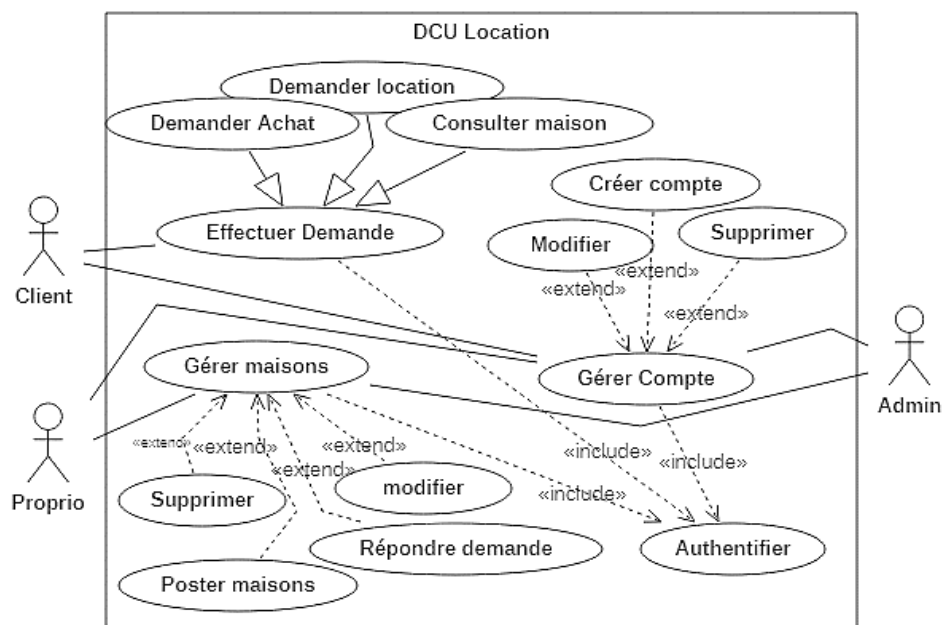 DCU Location
Demander location
Demander Achat
Consulter maison
Créer compte
Effectuer Demande
Modifier
Supprimer
«extend»
«extend»
«extend»
Client
Gérer maisons
Gérer Compte
Admin
Proprio
«extend»
«extend»
«extend»
«extend»
«include»
«include»
«include»
Supprimer
modifier
Répondre demande
Authentifier
Poster maisons